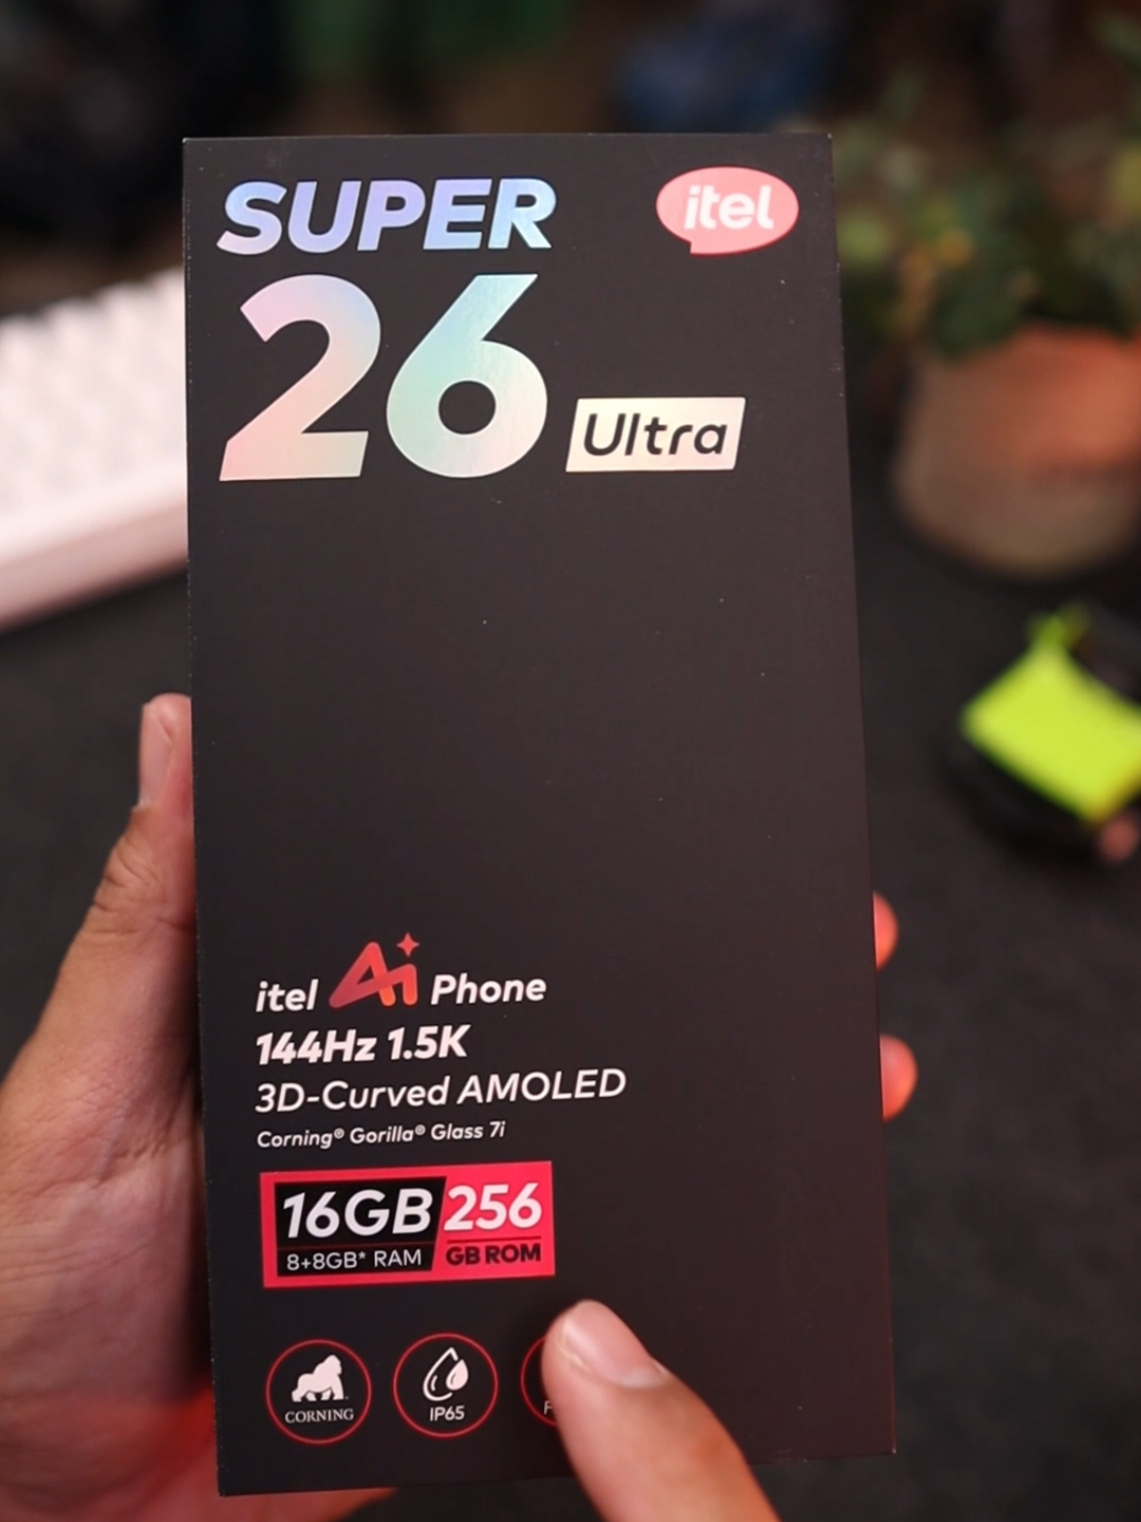 SUPER
itel
26 Ultra
itel Ai Phone
144Hz 1.5K
3D-Curved AMOLED
Corning® Gorilla® Glass 7i
16GB 256
8+8GB* RAM GB ROM
CORNING
IP65